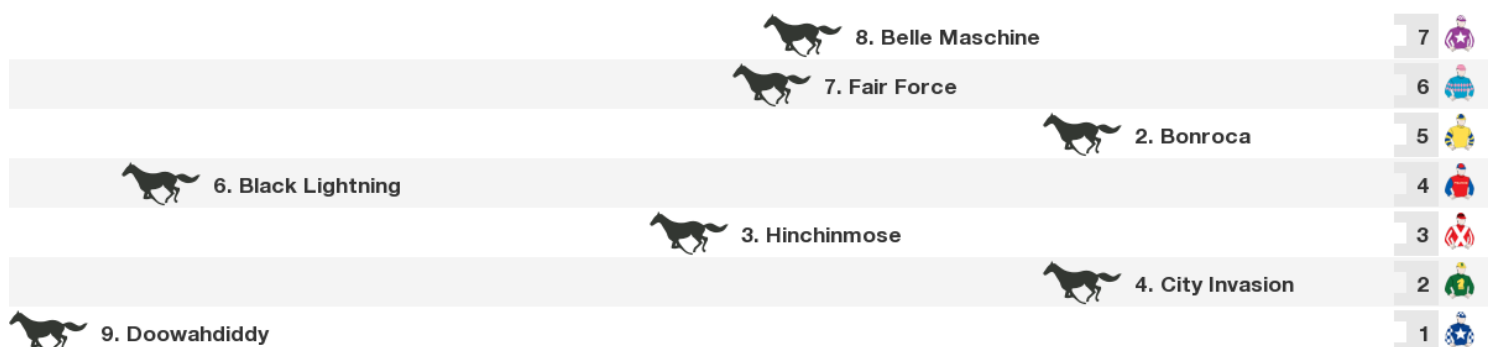 8. Belle Maschine 7
7. Fair Force 6
2. Bonroca 5
6. Black Lightning 4
3. Hinchinmose 3
4. City Invasion 2
9. Doowahdiddy 1